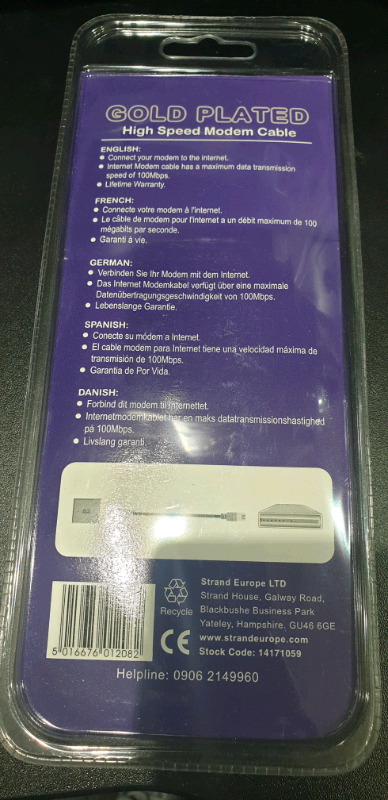 GOLD PLATED
High Speed Modem Cable
ENGLISH:
● Connect your modem to the internet.
● Internet Modem cable has a maximum data transmission
speed of 100Mbps.
● Lifetime Warranty.
FRENCH:
● Connecte votre modem à l'internet.
● Le câble de modem pour l'internet a un débit maximum de 100
mégabits par seconde.
● Garanti à vie.
GERMAN:
● Verbinden Sie Ihr Modem mit dem Internet.
● Das Internet Modemkabel verfügt über eine maximale
Datenübertragungsgeschwindigkeit von 100Mbps.
● Lebenslange Garantie.
SPANISH:
● Conecte su módem a Internet.
● El cable modem para Internet tiene una velocidad máxima de
transmisión de 100Mbps.
● Garantia de Por Vida.
DANISH:
● Forbind dit modem til internettet.
● Internetmodemkablet har en maks datatransmissionshastighed
på 100Mbps.
● Livslang garanti.
Recycle
Strand Europe LTD
Strand House, Galway Road,
Blackbushe Business Park
Yateley, Hampshire. GU46 6GE
www.strandeurope.com
Stock Code: 14171059
CE
5 016676 012082
Helpline: 0906 2149960